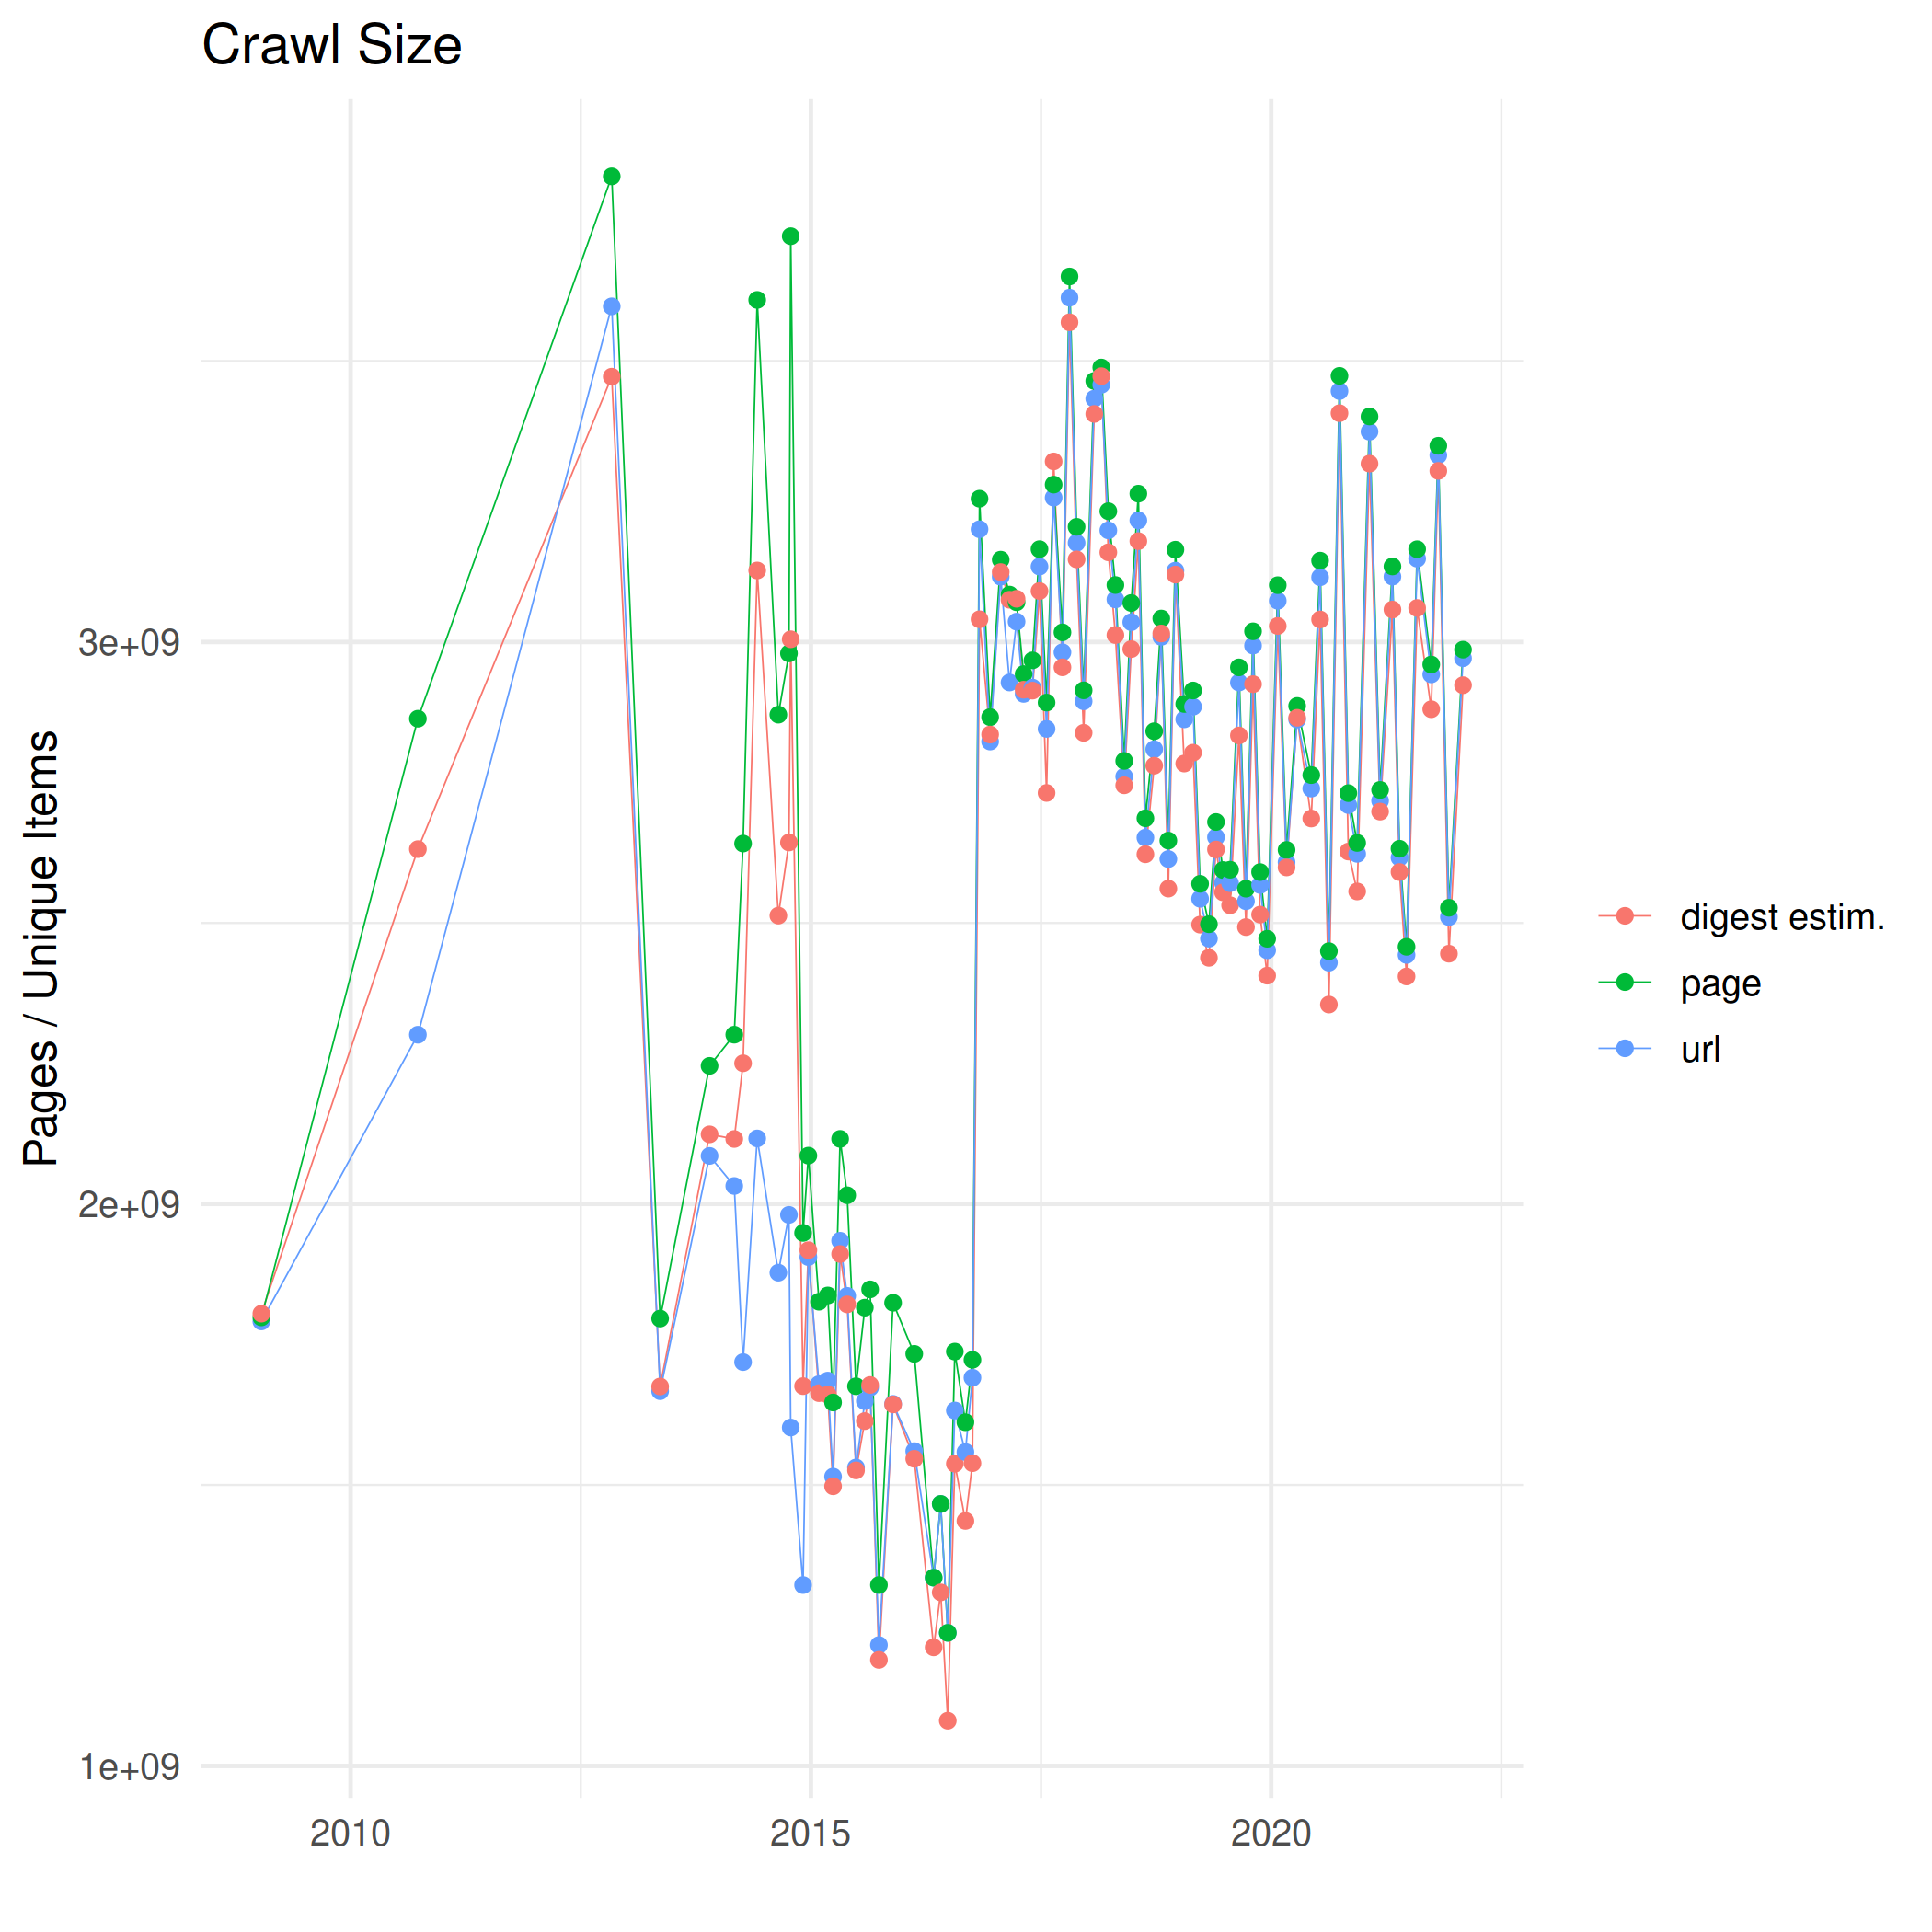 Crawl Size
Pages / Unique Items
3e+09
2e+09
1e+09
2010
2015
2020
digest estim.
page
url